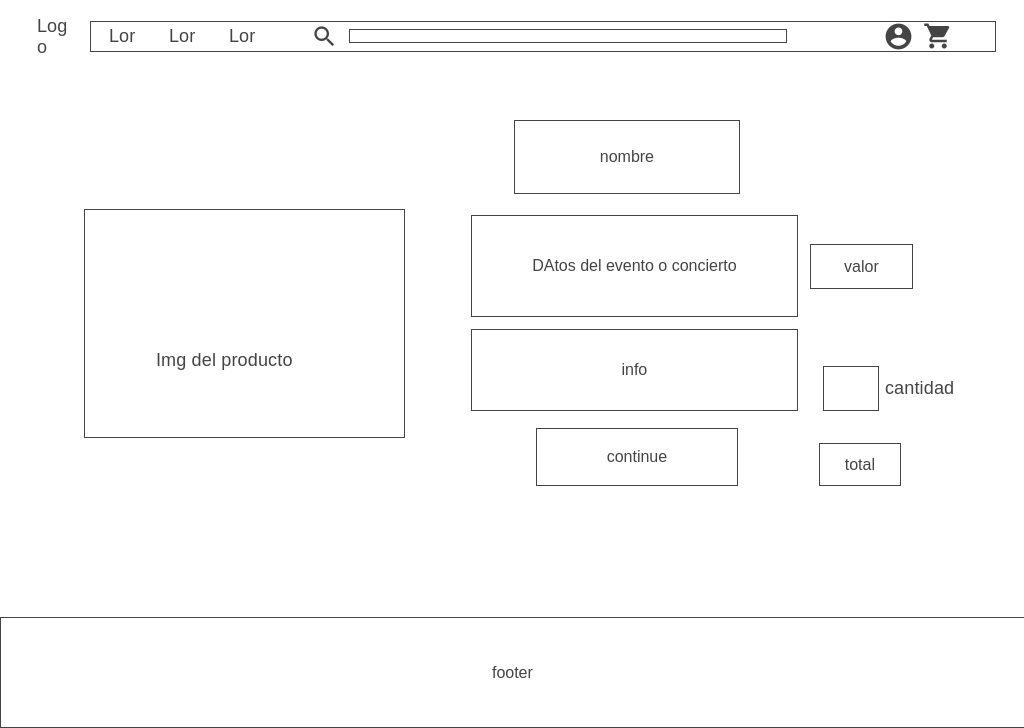 Log
o
Lor
Lor
Lor
nombre
DAtos del evento o concierto
valor
Img del producto
info
cantidad
continue
total
footer